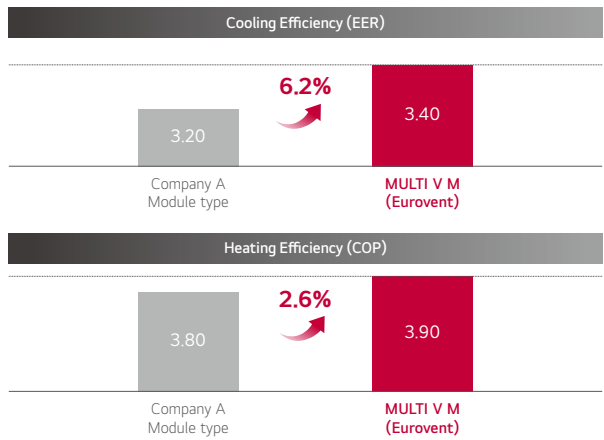 Cooling Efficiency (EER)
6.2%
3.20
3.40
Company A
Module type
MULTI V M
(Eurovent)
Heating Efficiency (COP)
2.6%
3.80
3.90
Company A
Module type
MULTI V M
(Eurovent)